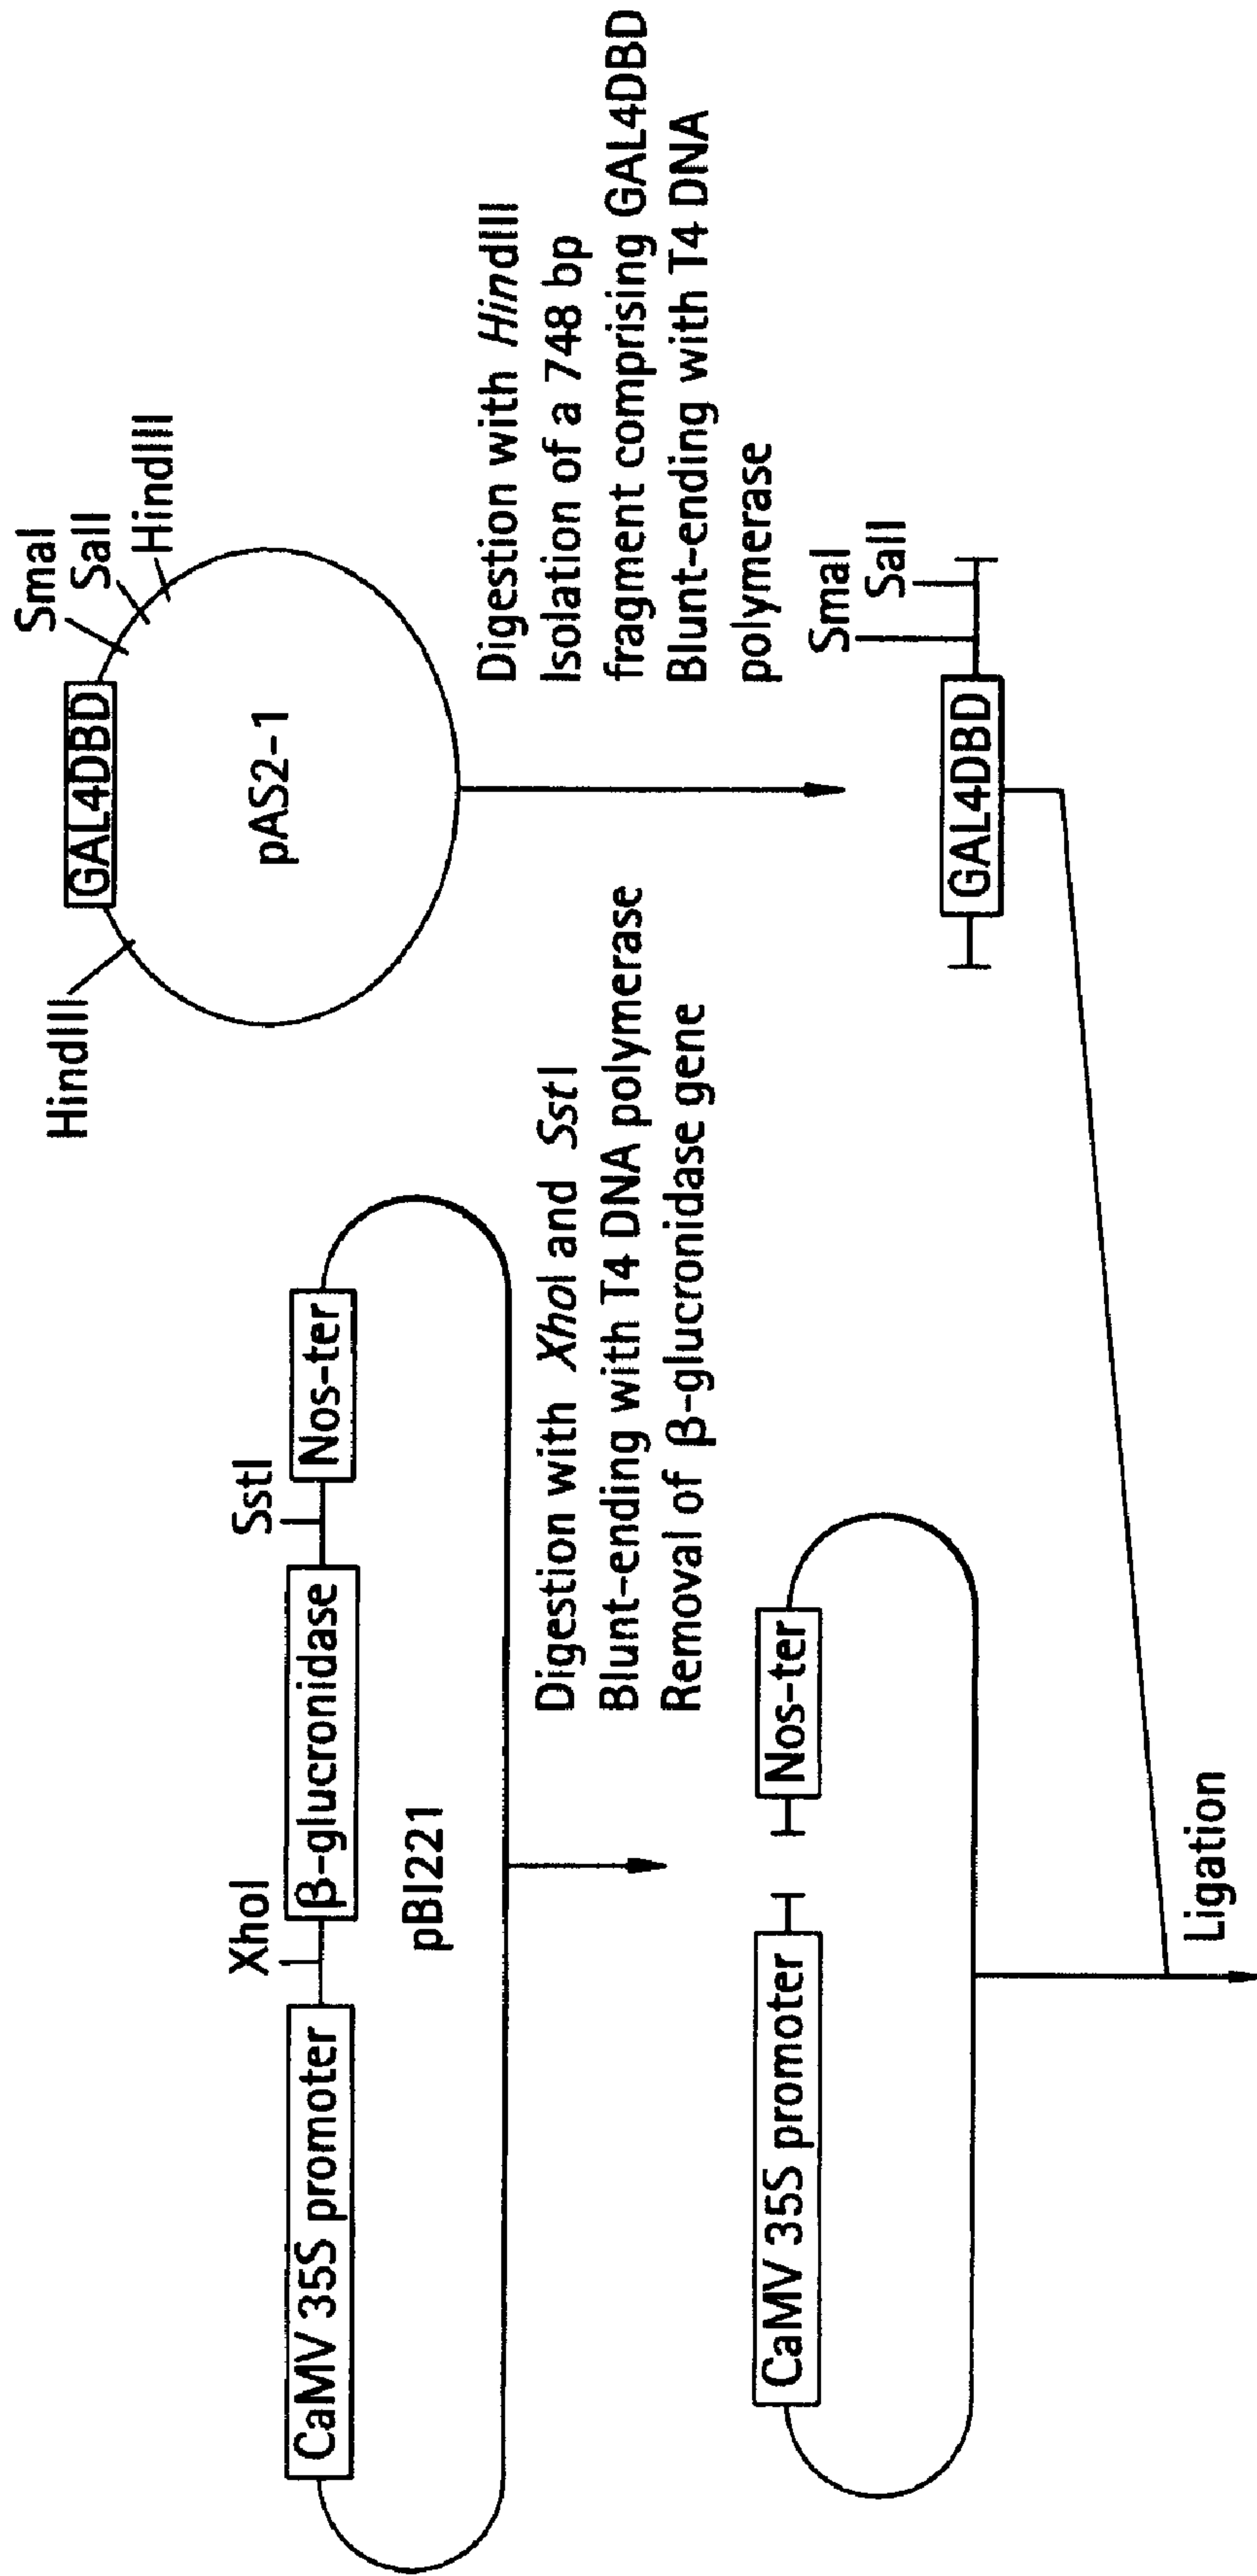 CaMV 35S promoter
XhoI
β-glucronidase
SstI
Nos-ter
pBI221
Digestion with XhoI and SstI
Blunt-ending with T4 DNA polymerase
Removal of β-glucronidase gene
HindIII
GAL4DBD
SmaI
SalI
HindIII
pAS2-1
Digestion with HindIII
Isolation of a 748 bp
fragment comprising GAL4DBD
Blunt-ending with T4 DNA
polymerase
CaMV 35S promoter
Nos-ter
GAL4DBD
SmaI
SalI
Ligation